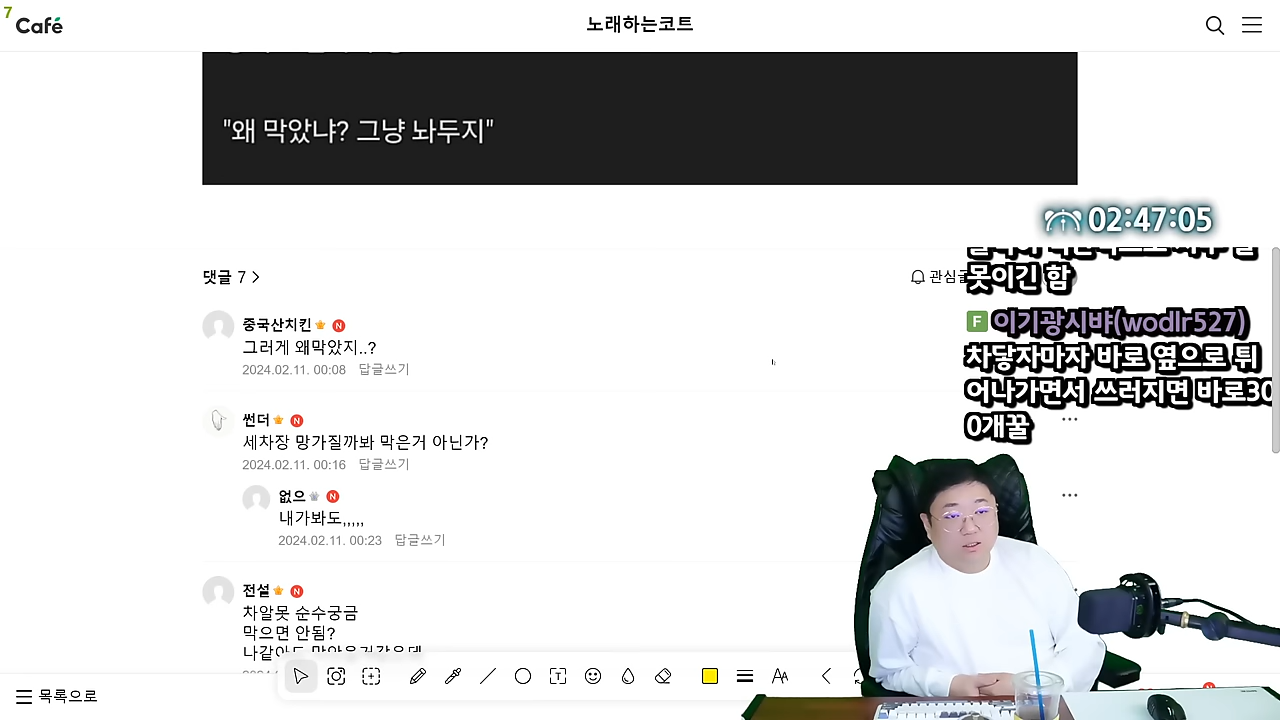 7
Café
노래하는코트
"왜 막았냐? 그냥 놔두지"
02:47:05
댓글 7
관심글
못이긴 함
F 이기광시뱌(wodlr527)
차닿자마자 바로 옆으로 튀
어나가면서 쓰러지면 바로30
0개꿀
중국산치킨 N
그러게 왜막았지..?
2024.02.11. 00:08 답글쓰기
썬더 N
세차장 망가질까봐 막은거 아닌가?
2024.02.11. 00:16 답글쓰기
없으 N
내가봐도,,,,,
2024.02.11. 00:23 답글쓰기
전설 N
차알못 순수궁금
막으면 안됨?
목록으로